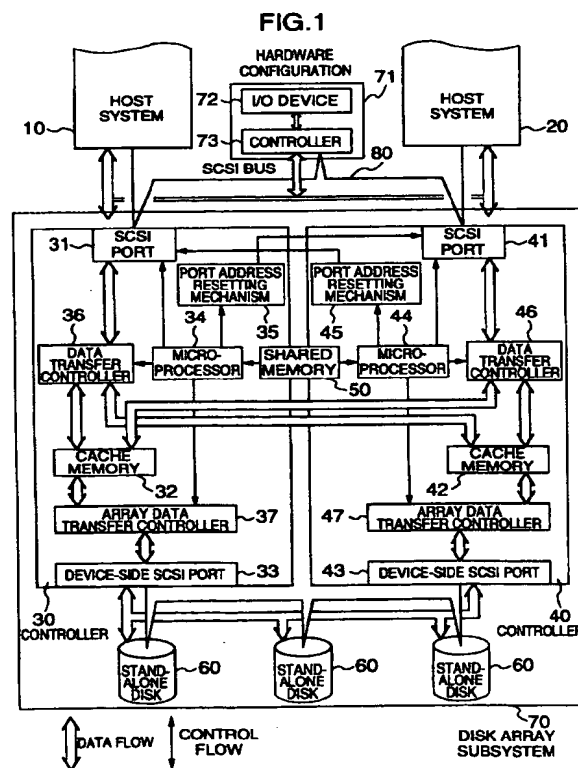 FIG.1
HARDWARE
CONFIGURATION
71
HOST
SYSTEM
10
72
I/O DEVICE
73
CONTROLLER
HOST
SYSTEM
20
SCSI BUS
80
31
SCSI
PORT
SCSI
PORT
41
PORT ADDRESS
RESETTING
MECHANISM
PORT ADDRESS
RESETTING
MECHANISM
34
35
45
44
36
46
DATA
TRANSFER
CONTROLLER
MICRO-
PROCESSOR
SHARED
MEMORY
50
MICRO-
PROCESSOR
DATA
TRANSFER
CONTROLLER
CACHE
MEMORY
32
CACHE
MEMORY
42
ARRAY DATA
TRANSFER CONTROLLER
37
47
ARRAY DATA
TRANSFER CONTROLLER
DEVICE-SIDE SCSI PORT
33
43
DEVICE-SIDE SCSI PORT
30
CONTROLLER
40
CONTROLLER
STAND-
ALONE
DISK
60
STAND-
ALONE
DISK
60
STAND-
ALONE
DISK
60
DATA FLOW
CONTROL
FLOW
70
DISK ARRAY
SUBSYSTEM